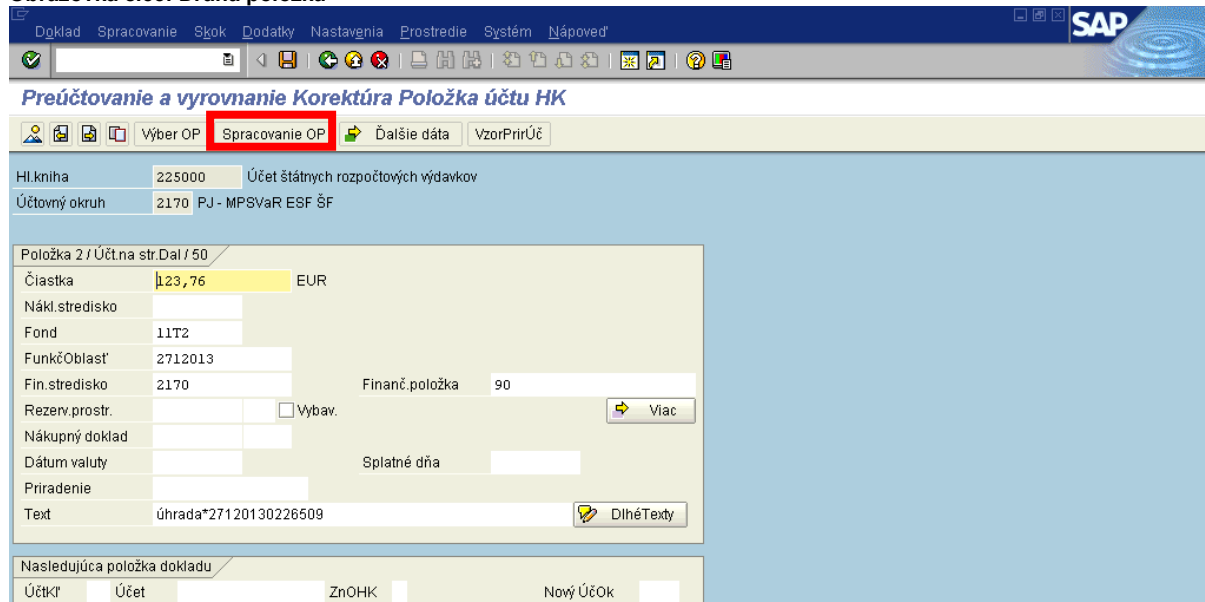 Doklad Spracovanie Skok Dodatky Nastavenia Prostredie Systém Nápoveď
SAP
Preúčtovanie a vyrovnanie Korektúra Položka účtu HK
Výber OP Spracovanie OP Ďalšie dáta VzorPrirÚč
Hl.kniha 225000 Účet štátnych rozpočtových výdavkov
Účtovný okruh 2170 PJ - MPSVaR ESF ŠF
Položka 2 / Účt.na str.Dal / 50
Čiastka 123,76 EUR
Nákl.stredisko
Fond 11T2
FunkčOblasť 2712013
Fin.stredisko 2170 Finanč.položka 90
Rezerv.prostr. Vybav. Viac
Nákupný doklad
Dátum valuty Splatné dňa
Priradenie
Text úhrada*27120130226509 DlhéTexty
Nasledujúca položka dokladu
ÚčtKľ Účet ZnOHK Nový ÚčOk